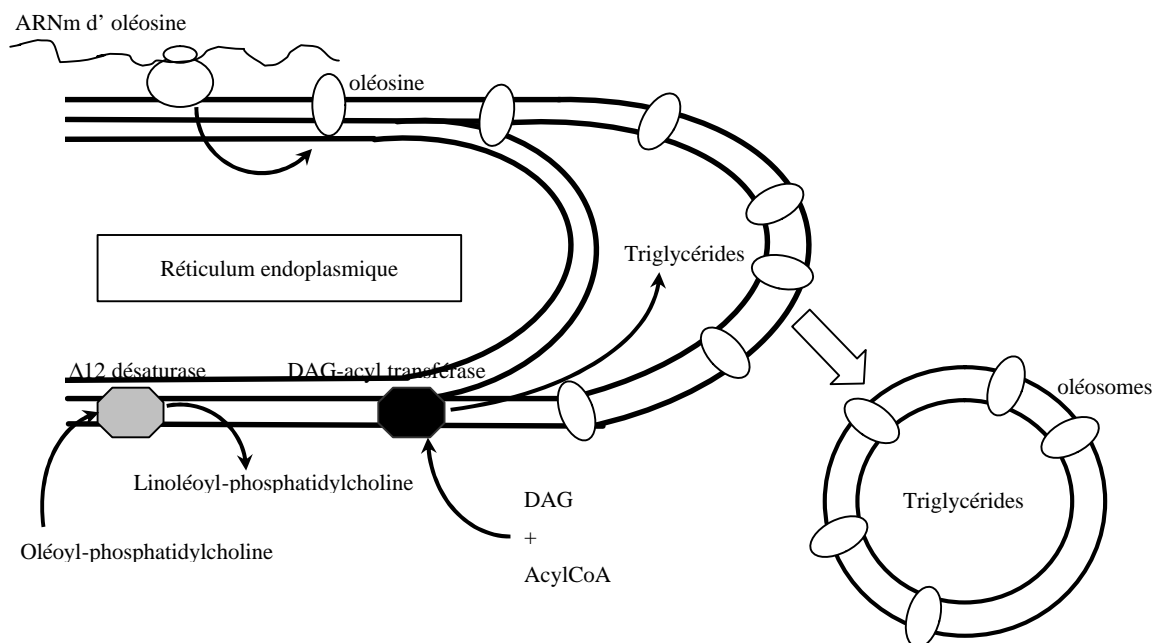 ARNm d’ oléosine
oléosine
Réticulum endoplasmique
Triglycérides
Δ12 désaturase
DAG-acyl transférase
oléosomes
Linoléoyl-phosphatidylcholine
Triglycérides
DAG
+
AcylCoA
Oléoyl-phosphatidylcholine